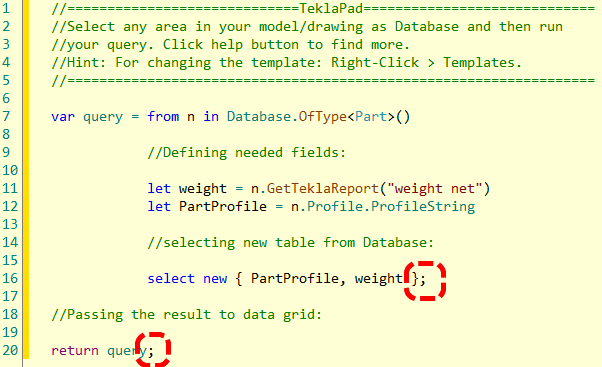 1 //=============================TeklaPad=============================
2 //Select any area in your model/drawing as Database and then run
3 //your query. Click help button to find more.
4 //Hint: For changing the template: Right-Click > Templates.
5 //==================================================================
6
7 var query = from n in Database.OfType<Part>()
8
9 //Defining needed fields:
10
11 let weight = n.GetTeklaReport("weight net")
12 let PartProfile = n.Profile.ProfileString
13
14 //selecting new table from Database:
15
16 select new { PartProfile, weight };
17
18 //Passing the result to data grid:
19
20 return query;